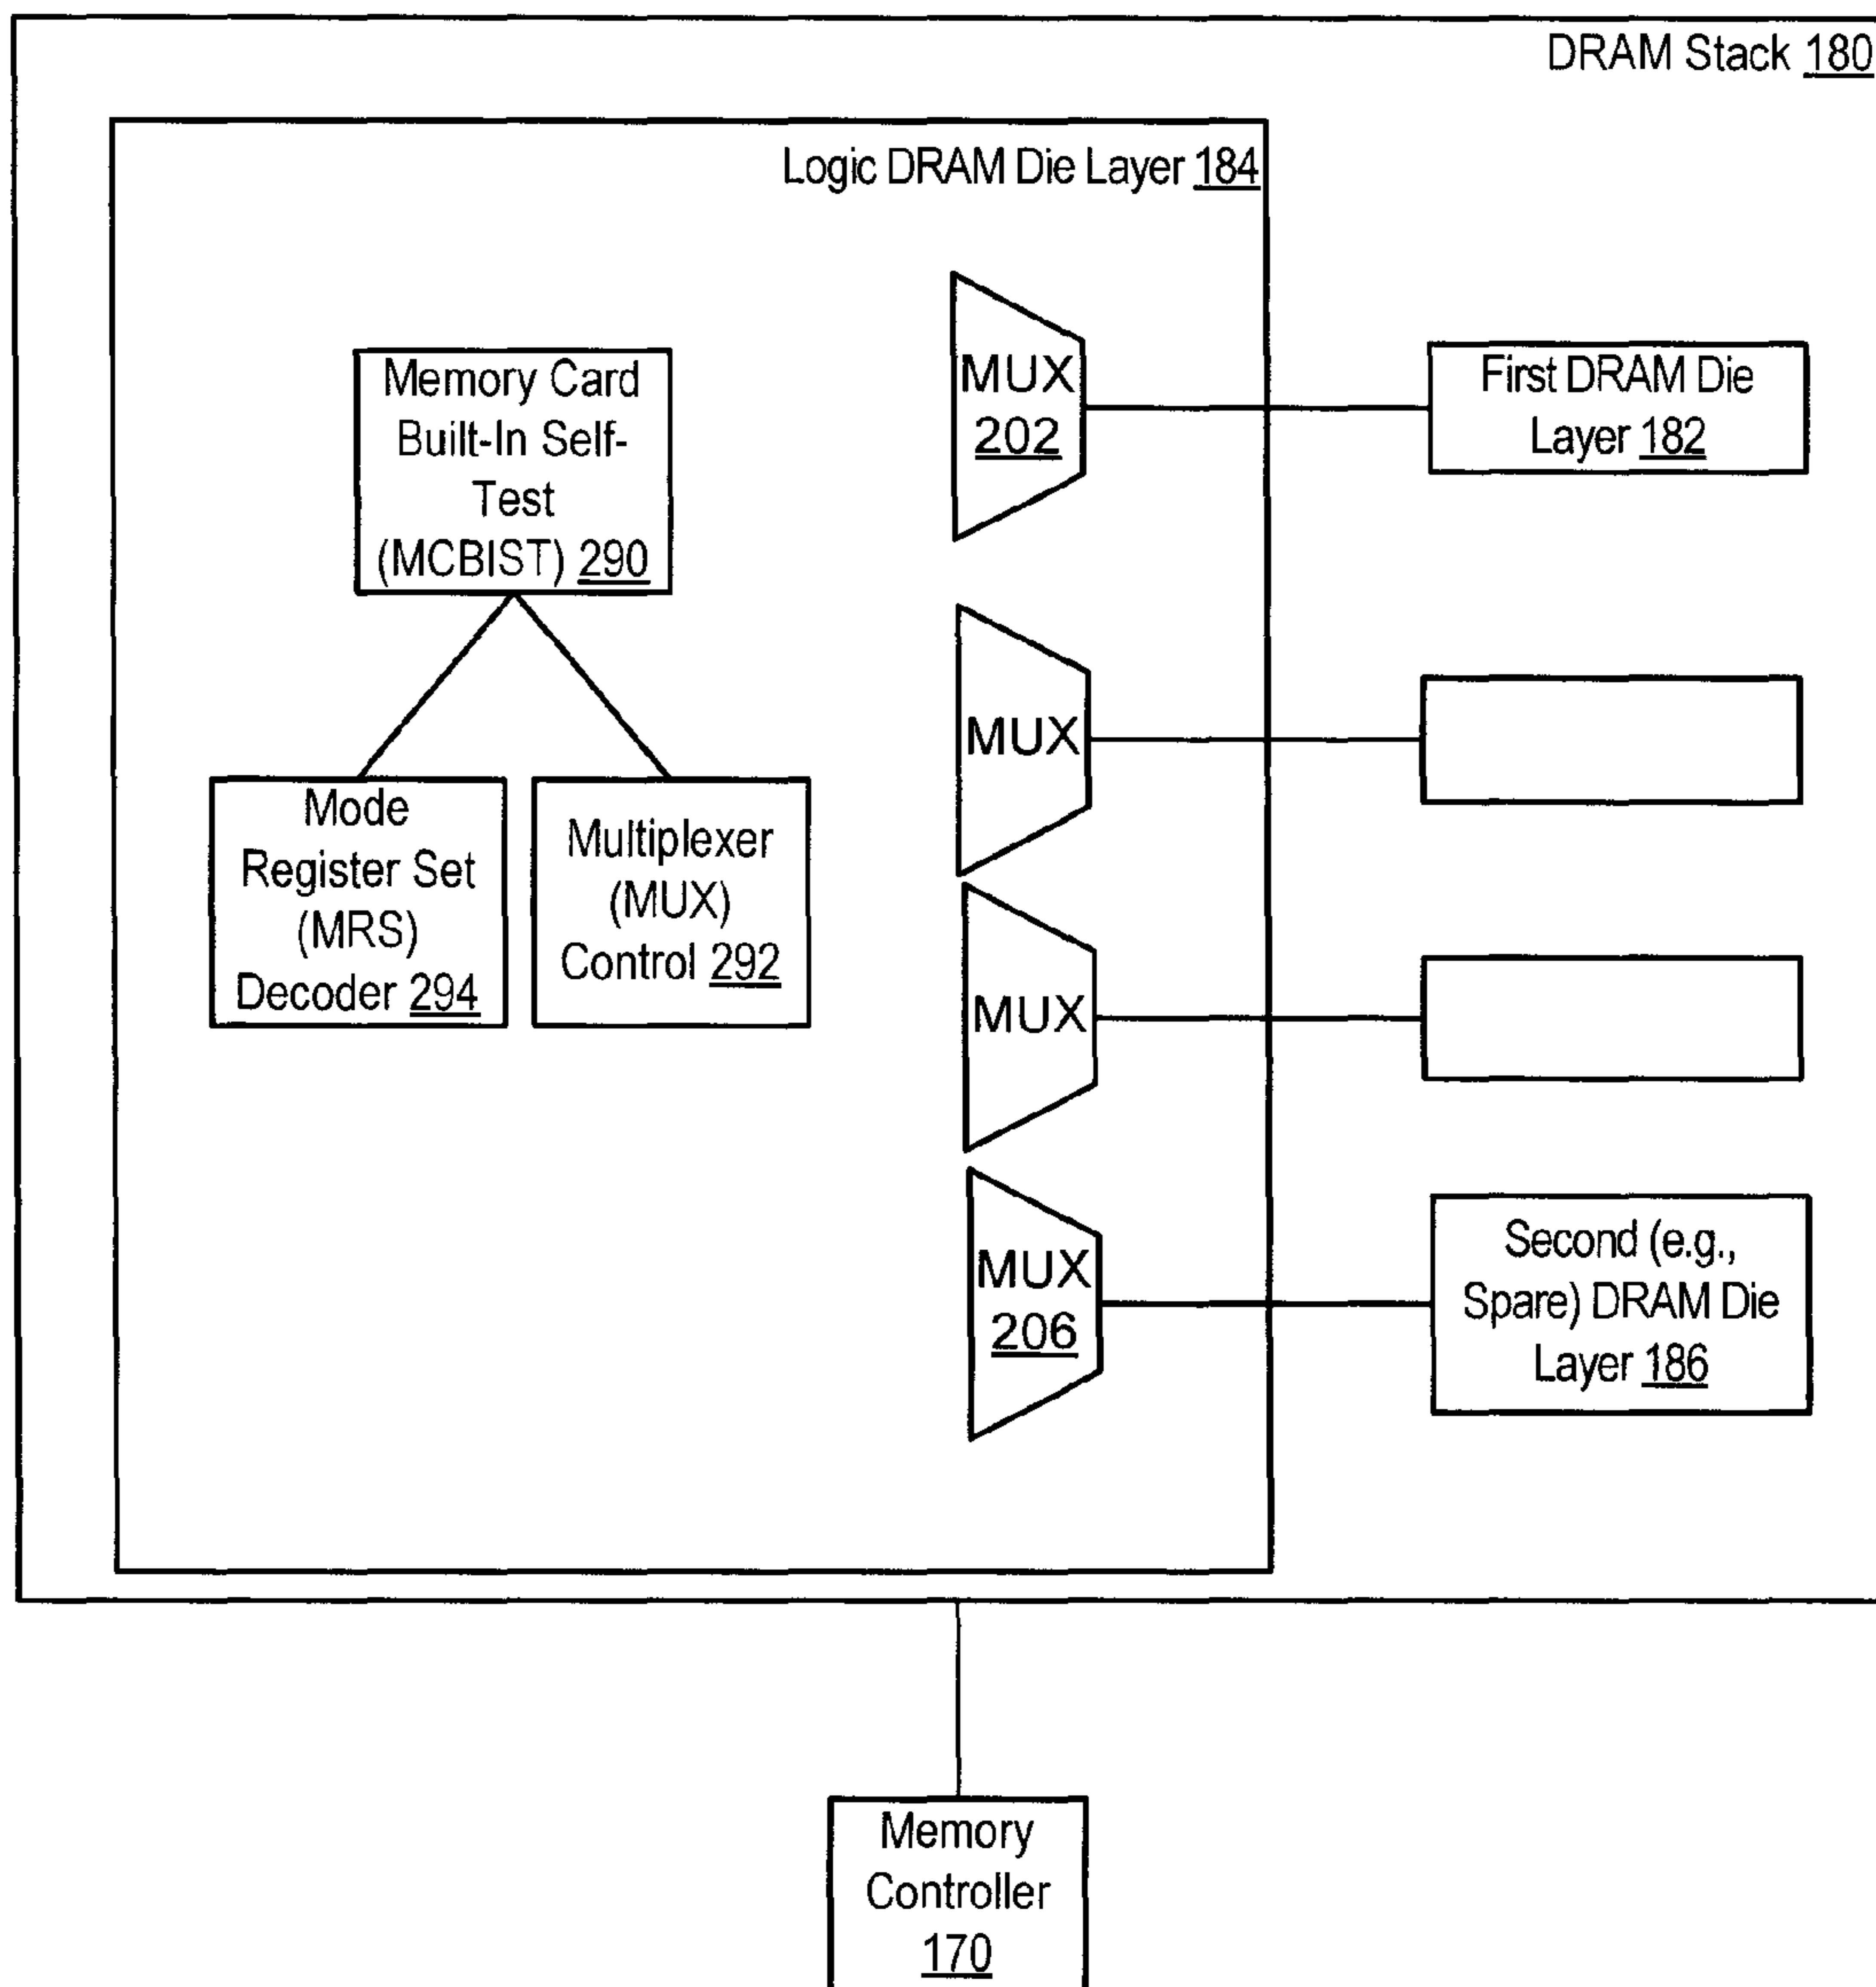 DRAM Stack 180
Logic DRAM Die Layer 184
MUX
202
First DRAM Die
Layer 182
Memory Card
Built-In Self-
Test
(MCBIST) 290
MUX
Mode
Register Set
(MRS)
Decoder 294
Multiplexer
(MUX)
Control 292
MUX
MUX
206
Second (e.g.,
Spare) DRAM Die
Layer 186
Memory
Controller
170